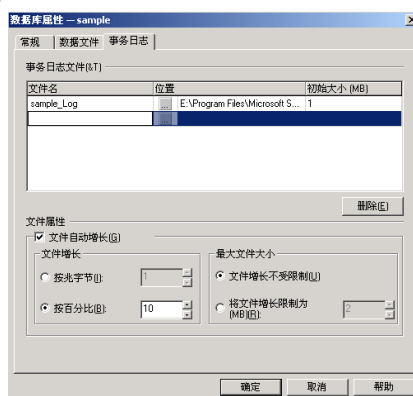 数据库属性 — sample
常规 数据文件 事务日志
事务日志文件(&T)
文件名 位置 初始大小 (MB)
sample_Log ... E:\Program Files\Microsoft S... 1
...
删除(E)
文件属性
文件自动增长(G)
文件增长
按兆字节(I): 1
按百分比(B): 10
最大文件大小
文件增长不受限制(U)
将文件增长限制为
(MB)(R): 2
确定 取消 帮助